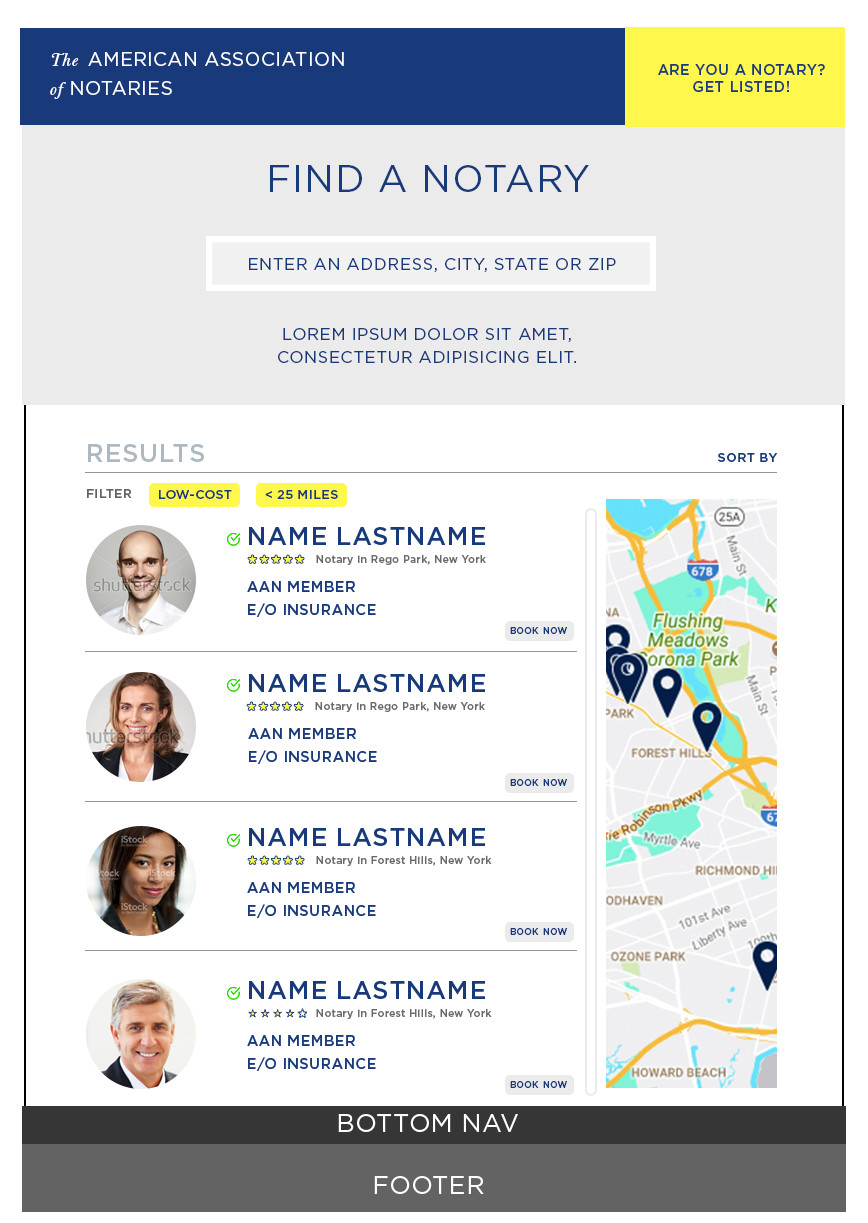 The AMERICAN ASSOCIATION
of NOTARIES
ARE YOU A NOTARY?
GET LISTED!
FIND A NOTARY
ENTER AN ADDRESS, CITY, STATE OR ZIP
LOREM IPSUM DOLOR SIT AMET,
CONSECTETUR ADIPISICING ELIT.
RESULTS
SORT BY
FILTER
LOW-COST
< 25 MILES
NAME LASTNAME
Notary in Rego Park, New York
AAN MEMBER
E/O INSURANCE
BOOK NOW
shutterstock
NAME LASTNAME
Notary in Rego Park, New York
AAN MEMBER
E/O INSURANCE
BOOK NOW
hutterstock
NAME LASTNAME
Notary in Forest Hills, New York
AAN MEMBER
E/O INSURANCE
BOOK NOW
iStock
iStock
iStock
NAME LASTNAME
Notary in Forest Hills, New York
AAN MEMBER
E/O INSURANCE
BOOK NOW
25A
Main St
678
K
NA
Flushing
Meadows
orona Park
Main St
PARK
FOREST HILLS
ie Robinson Pkwy
67
Myrtle Ave
RICHMOND HI
ODHAVEN
101st Ave
Liberty Ave
OZONE PARK
HOWARD BEACH
BOTTOM NAV
FOOTER